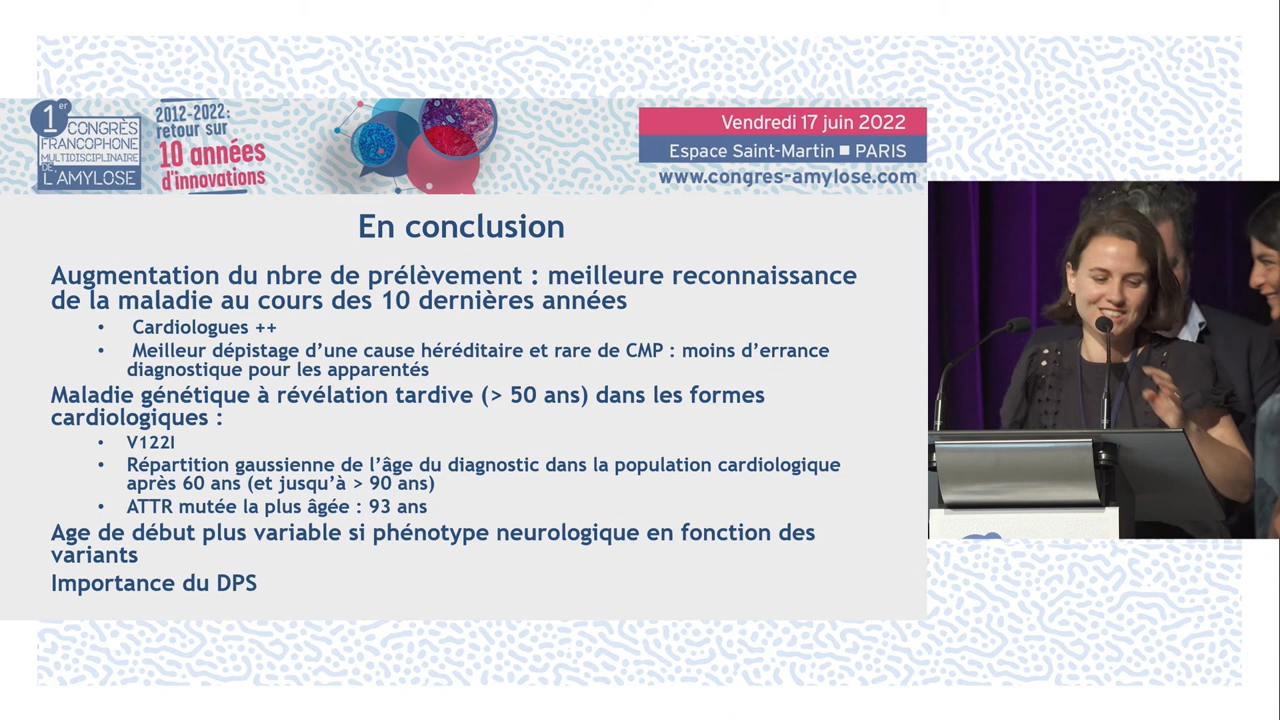 1er
CONGRÈS
FRANCOPHONE
MULTIDISCIPLINAIRE
DE
L'AMYLOSE
2012-2022:
retour sur
10 années
d'innovations
Vendredi 17 juin 2022
Espace Saint-Martin ■ PARIS
www.congres-amylose.com
En conclusion
Augmentation du nbre de prélèvement : meilleure reconnaissance
de la maladie au cours des 10 dernières années
• Cardiologues ++
• Meilleur dépistage d'une cause héréditaire et rare de CMP : moins d'errance
diagnostique pour les apparentés
Maladie génétique à révélation tardive (> 50 ans) dans les formes
cardiologiques :
• V122I
• Répartition gaussienne de l'âge du diagnostic dans la population cardiologique
après 60 ans (et jusqu'à > 90 ans)
• ATTR mutée la plus âgée : 93 ans
Age de début plus variable si phénotype neurologique en fonction des
variants
Importance du DPS